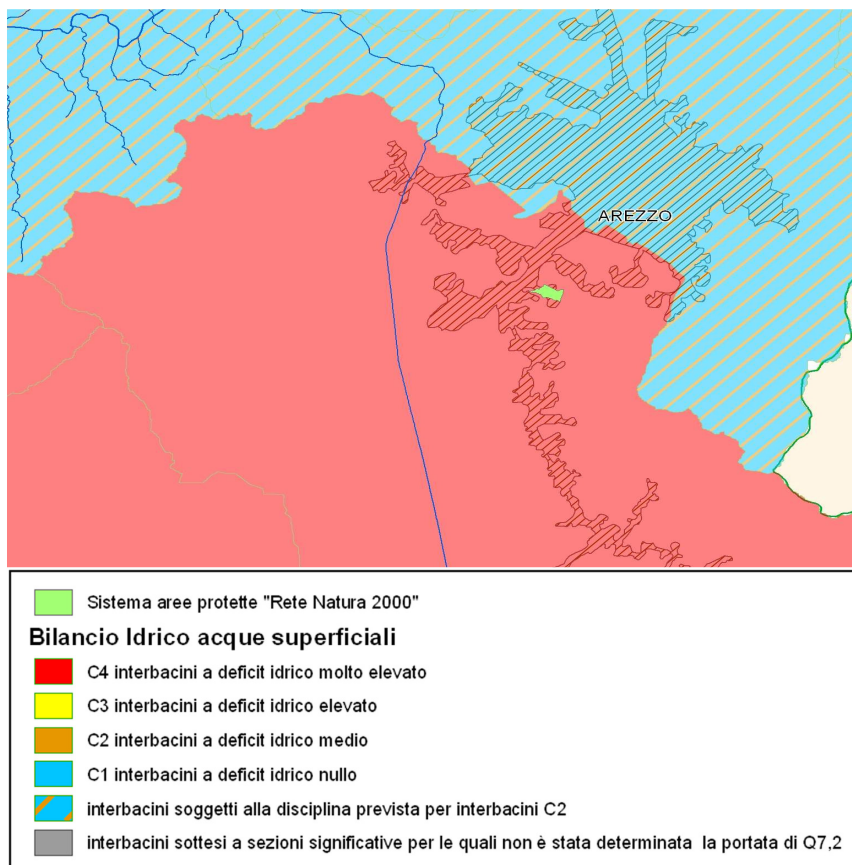 AREZZO
Sistema aree protette "Rete Natura 2000"
Bilancio Idrico acque superficiali
C4 interbacini a deficit idrico molto elevato
C3 interbacini a deficit idrico elevato
C2 interbacini a deficit idrico medio
C1 interbacini a deficit idrico nullo
interbacini soggetti alla disciplina prevista per interbacini C2
interbacini sottesi a sezioni significative per le quali non è stata determinata la portata di Q7,2